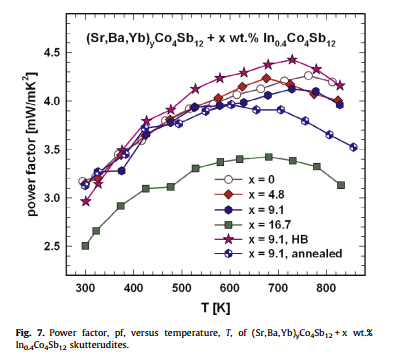 (Sr,Ba,Yb)yCo4Sb12 + x wt.% In0.4Co4Sb12
4.5
4.0
3.5
3.0
2.5
power factor [mW/mK2]
x = 0
x = 4.8
x = 9.1
x = 16.7
x = 9.1, HB
x = 9.1, annealed
300
400
500
600
700
800
T [K]
Fig. 7. Power factor, pf, versus temperature, T, of (Sr,Ba,Yb)yCo4Sb12 + x wt.%
In0.4Co4Sb12 skutterudites.